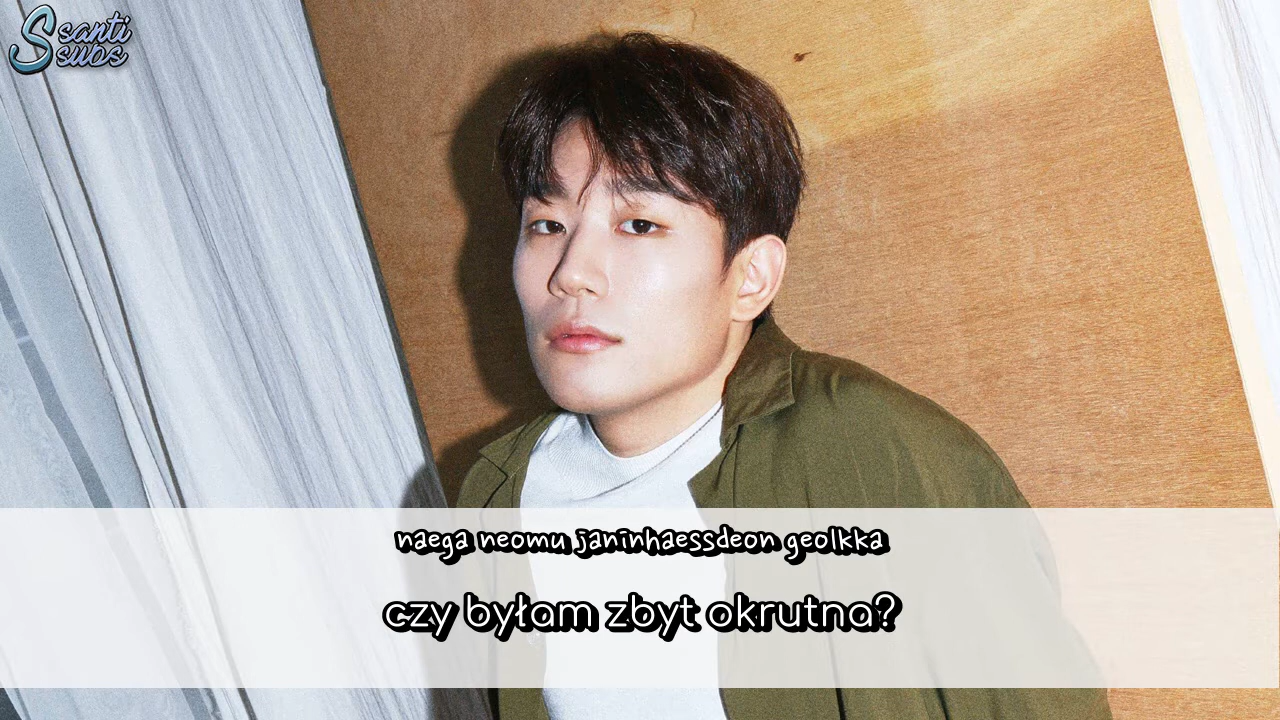 Ssanti
subs
naega neomu janinhaessdeon geolkka
czy byłam zbyt okrutna?